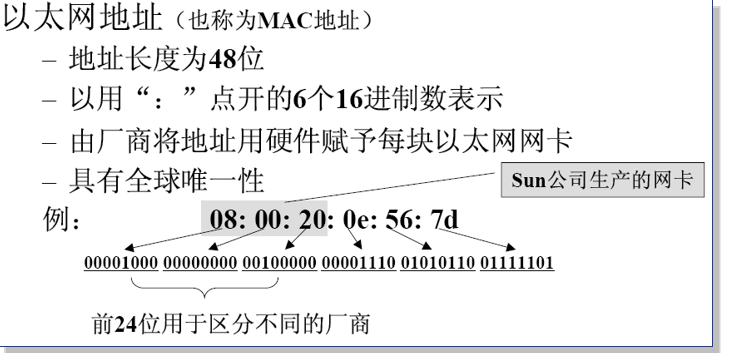 以太网地址（也称为MAC地址）
– 地址长度为48位
– 以用“：”点开的6个16进制数表示
– 由厂商将地址用硬件赋予每块以太网网卡
– 具有全球唯一性
Sun公司生产的网卡
例： 08: 00: 20: 0e: 56: 7d
00001000 00000000 00100000 00001110 01010110 01111101
前24位用于区分不同的厂商